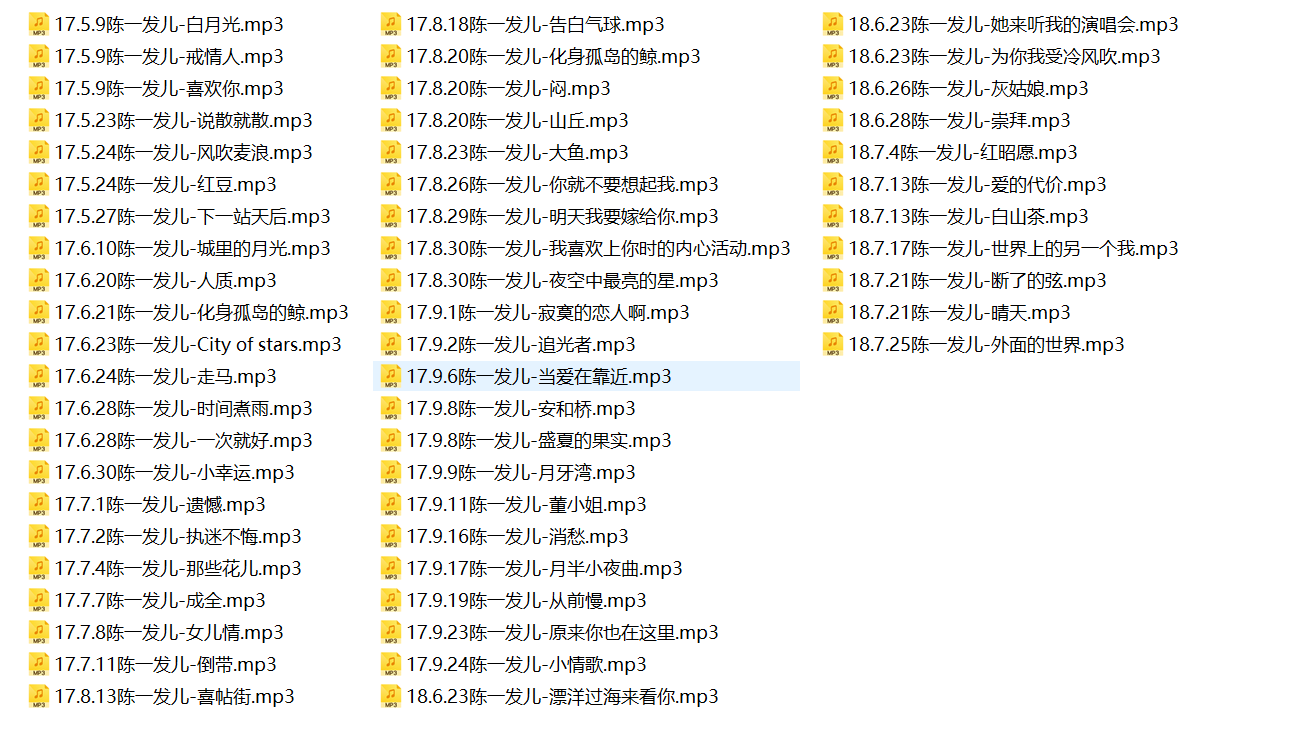 17.5.9陈一发儿-白月光.mp3
17.5.9陈一发儿-戒情人.mp3
17.5.9陈一发儿-喜欢你.mp3
17.5.23陈一发儿-说散就散.mp3
17.5.24陈一发儿-风吹麦浪.mp3
17.5.24陈一发儿-红豆.mp3
17.5.27陈一发儿-下一站天后.mp3
17.6.10陈一发儿-城里的月光.mp3
17.6.20陈一发儿-人质.mp3
17.6.21陈一发儿-化身孤岛的鲸.mp3
17.6.23陈一发儿-City of stars.mp3
17.6.24陈一发儿-走马.mp3
17.6.28陈一发儿-时间煮雨.mp3
17.6.28陈一发儿-一次就好.mp3
17.6.30陈一发儿-小幸运.mp3
17.7.1陈一发儿-遗憾.mp3
17.7.2陈一发儿-执迷不悔.mp3
17.7.4陈一发儿-那些花儿.mp3
17.7.7陈一发儿-成全.mp3
17.7.8陈一发儿-女儿情.mp3
17.7.11陈一发儿-倒带.mp3
17.8.13陈一发儿-喜帖街.mp3
17.8.18陈一发儿-告白气球.mp3
17.8.20陈一发儿-化身孤岛的鲸.mp3
17.8.20陈一发儿-闷.mp3
17.8.20陈一发儿-山丘.mp3
17.8.23陈一发儿-大鱼.mp3
17.8.26陈一发儿-你就不要想起我.mp3
17.8.29陈一发儿-明天我要嫁给你.mp3
17.8.30陈一发儿-我喜欢上你时的内心活动.mp3
17.8.30陈一发儿-夜空中最亮的星.mp3
17.9.1陈一发儿-寂寞的恋人啊.mp3
17.9.2陈一发儿-追光者.mp3
17.9.6陈一发儿-当爱在靠近.mp3
17.9.8陈一发儿-安和桥.mp3
17.9.8陈一发儿-盛夏的果实.mp3
17.9.9陈一发儿-月牙湾.mp3
17.9.11陈一发儿-董小姐.mp3
17.9.16陈一发儿-消愁.mp3
17.9.17陈一发儿-月半小夜曲.mp3
17.9.19陈一发儿-从前慢.mp3
17.9.23陈一发儿-原来你也在这里.mp3
17.9.24陈一发儿-小情歌.mp3
18.6.23陈一发儿-漂洋过海来看你.mp3
18.6.23陈一发儿-她来听我的演唱会.mp3
18.6.23陈一发儿-为你我受冷风吹.mp3
18.6.26陈一发儿-灰姑娘.mp3
18.6.28陈一发儿-崇拜.mp3
18.7.4陈一发儿-红昭愿.mp3
18.7.13陈一发儿-爱的代价.mp3
18.7.13陈一发儿-白山茶.mp3
18.7.17陈一发儿-世界上的另一个我.mp3
18.7.21陈一发儿-断了的弦.mp3
18.7.21陈一发儿-晴天.mp3
18.7.25陈一发儿-外面的世界.mp3